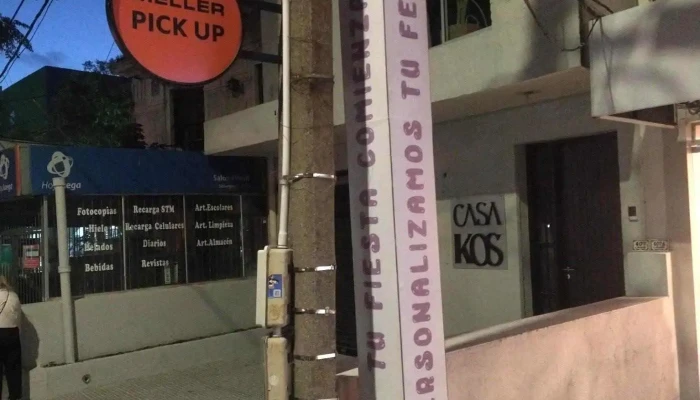 PICK UP
Fotocopias
Hielo
Helados
Bebidas
Recarga STM
Recarga Celulares
Diarios
Revistas
Art.Escolares
Art. Limpieza
Art.Almacén
TU FIESTA COMIENZA
PERSONALIZAMOS TU FE
CASA
KOS